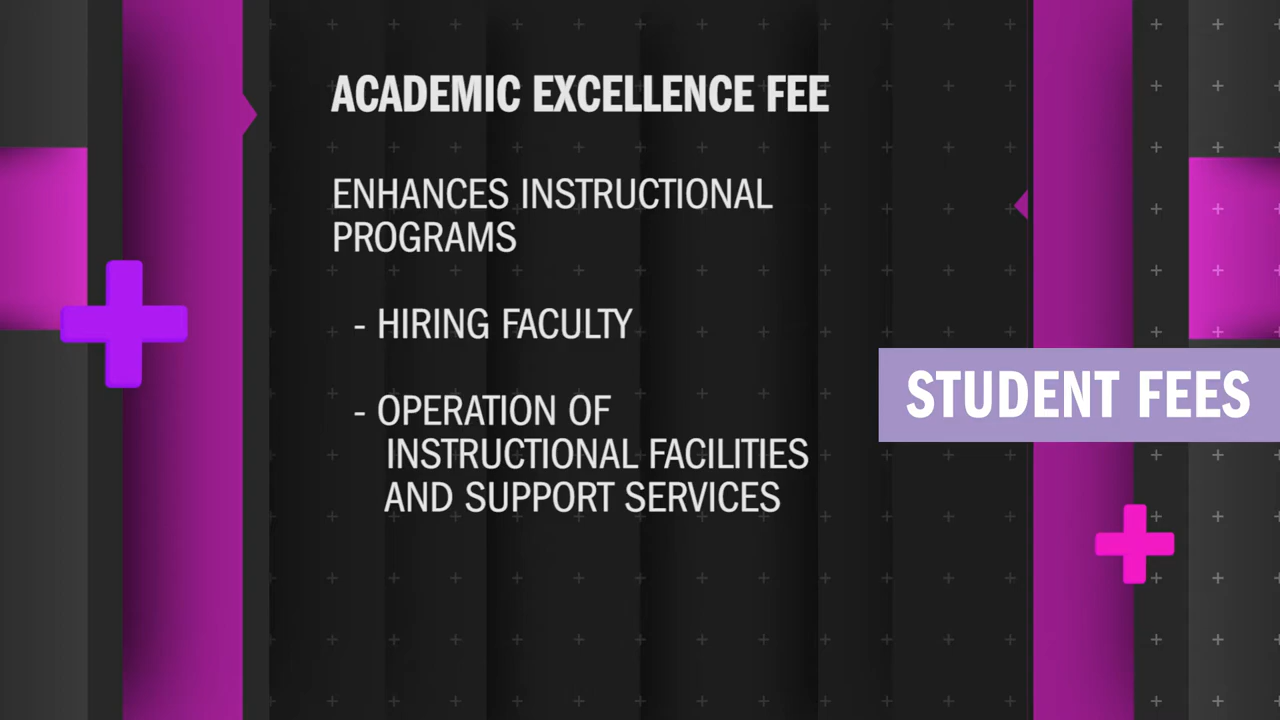 ACADEMIC EXCELLENCE FEE
ENHANCES INSTRUCTIONAL
PROGRAMS
- HIRING FACULTY
- OPERATION OF
INSTRUCTIONAL FACILITIES
AND SUPPORT SERVICES
STUDENT FEES